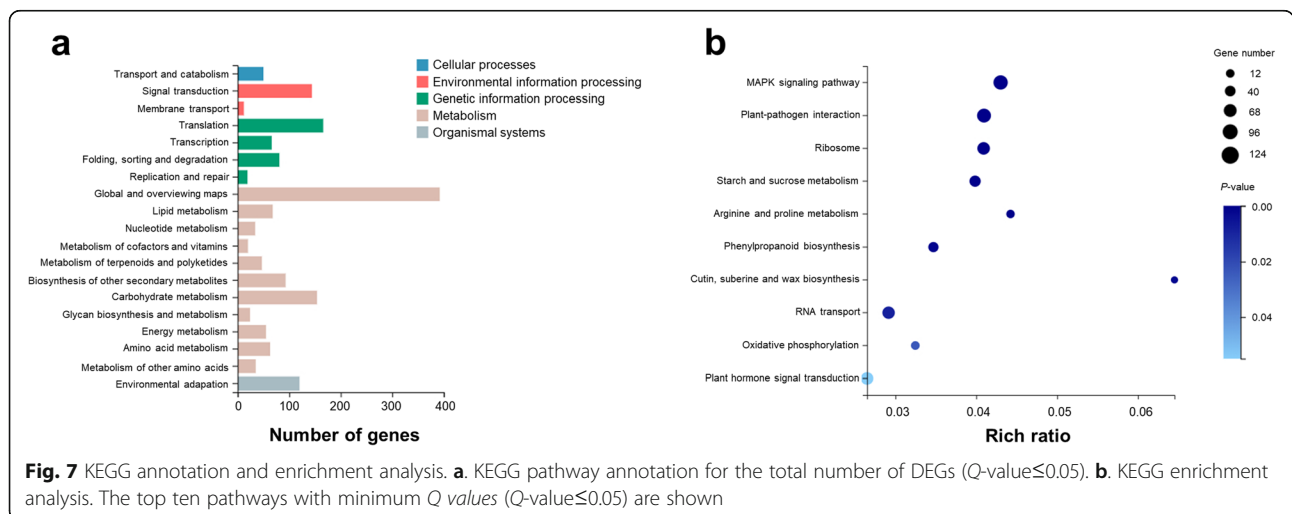 a
Transport and catabolism
Signal transduction
Membrane transport
Translation
Transcription
Folding, sorting and degradation
Replication and repair
Global and overviewing maps
Lipid metabolism
Nucleotide metabolism
Metabolism of cofactors and vitamins
Metabolism of terpenoids and polyketides
Biosynthesis of other secondary metabolites
Carbohydrate metabolism
Glycan biosynthesis and metabolism
Energy metabolism
Amino acid metabolism
Metabolism of other amino acids
Environmental adapation
0 100 200 300 400
Number of genes
Cellular processes
Environmental information processing
Genetic information processing
Metabolism
Organismal systems
b
MAPK signaling pathway
Plant-pathogen interaction
Ribosome
Starch and sucrose metabolism
Arginine and proline metabolism
Phenylpropanoid biosynthesis
Cutin, suberine and wax biosynthesis
RNA transport
Oxidative phosphorylation
Plant hormone signal transduction
0.03 0.04 0.05 0.06
Rich ratio
Gene number
12
40
68
96
124
P-value
0.00
0.02
0.04
Fig. 7 KEGG annotation and enrichment analysis. a. KEGG pathway annotation for the total number of DEGs (Q-value≤0.05). b. KEGG enrichment
analysis. The top ten pathways with minimum Q values (Q-value≤0.05) are shown